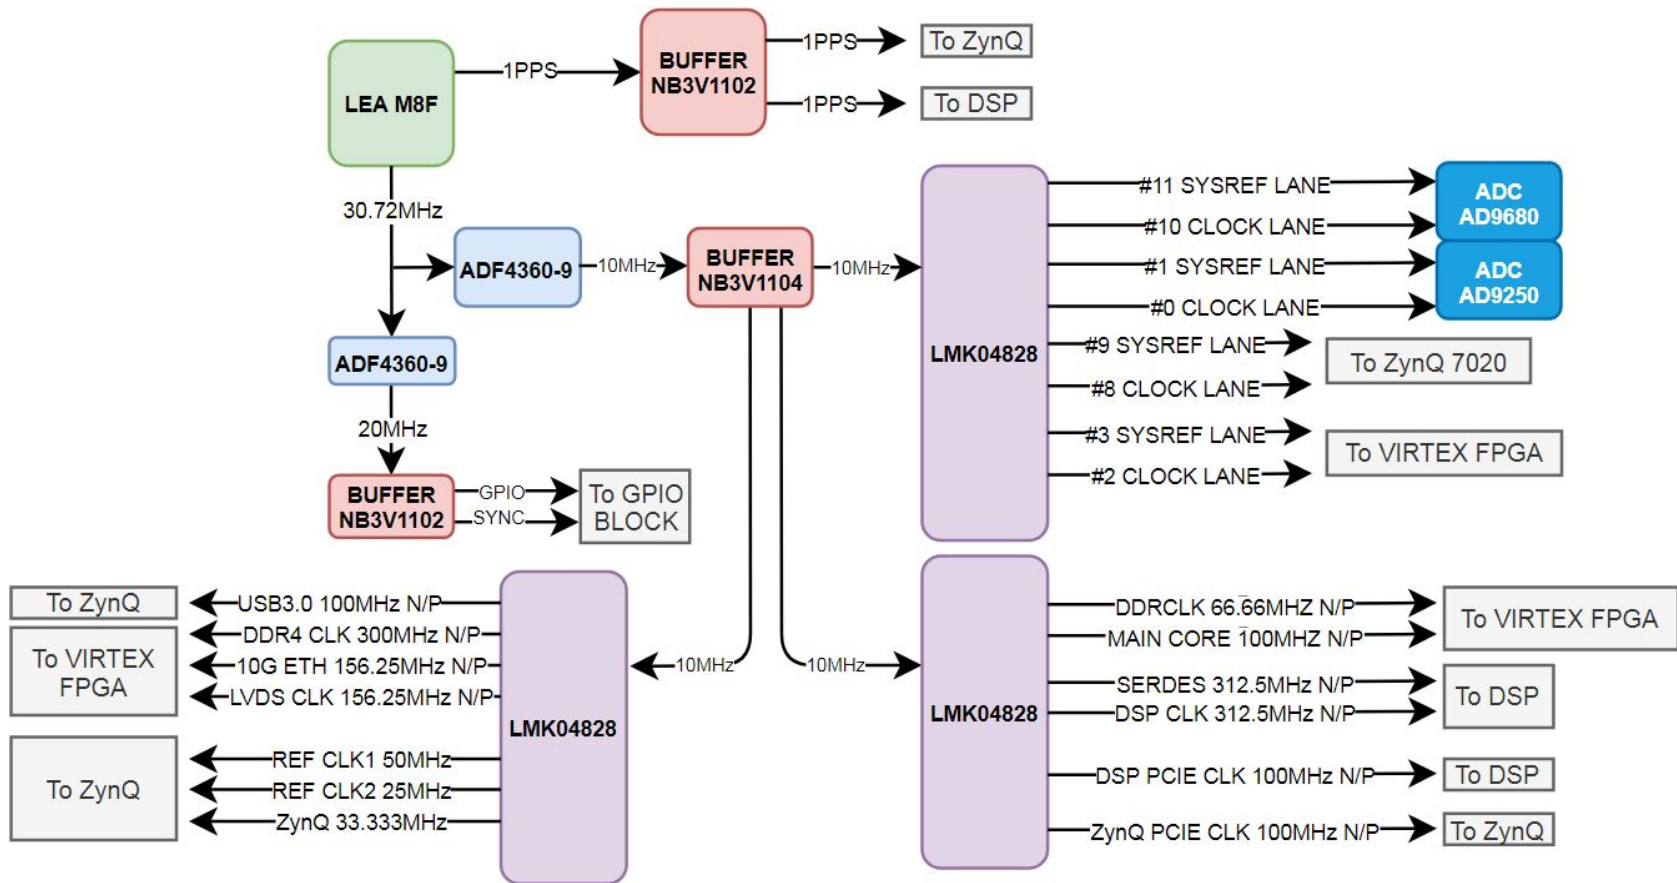 LEA M8F
1PPS
BUFFER
NB3V1102
1PPS
To ZynQ
1PPS
To DSP
30.72MHz
ADF4360-9
10MHz
BUFFER
NB3V1104
10MHz
LMK04828
#11 SYSREF LANE
#10 CLOCK LANE
ADC
AD9680
#1 SYSREF LANE
#0 CLOCK LANE
ADC
AD9250
#9 SYSREF LANE
#8 CLOCK LANE
To ZynQ 7020
#3 SYSREF LANE
#2 CLOCK LANE
To VIRTEX FPGA
ADF4360-9
20MHz
BUFFER
NB3V1102
GPIO
SYNC
To GPIO
BLOCK
10MHz
10MHz
LMK04828
USB3.0 100MHz N/P
To ZynQ
DDR4 CLK 300MHz N/P
10G ETH 156.25MHz N/P
LVDS CLK 156.25MHz N/P
To VIRTEX
FPGA
REF CLK1 50MHz
REF CLK2 25MHz
ZynQ 33.333MHz
To ZynQ
LMK04828
DDRCLK 66.66MHZ N/P
MAIN CORE 100MHZ N/P
To VIRTEX FPGA
SERDES 312.5MHz N/P
DSP CLK 312.5MHz N/P
To DSP
DSP PCIE CLK 100MHz N/P
To DSP
ZynQ PCIE CLK 100MHz N/P
To ZynQ